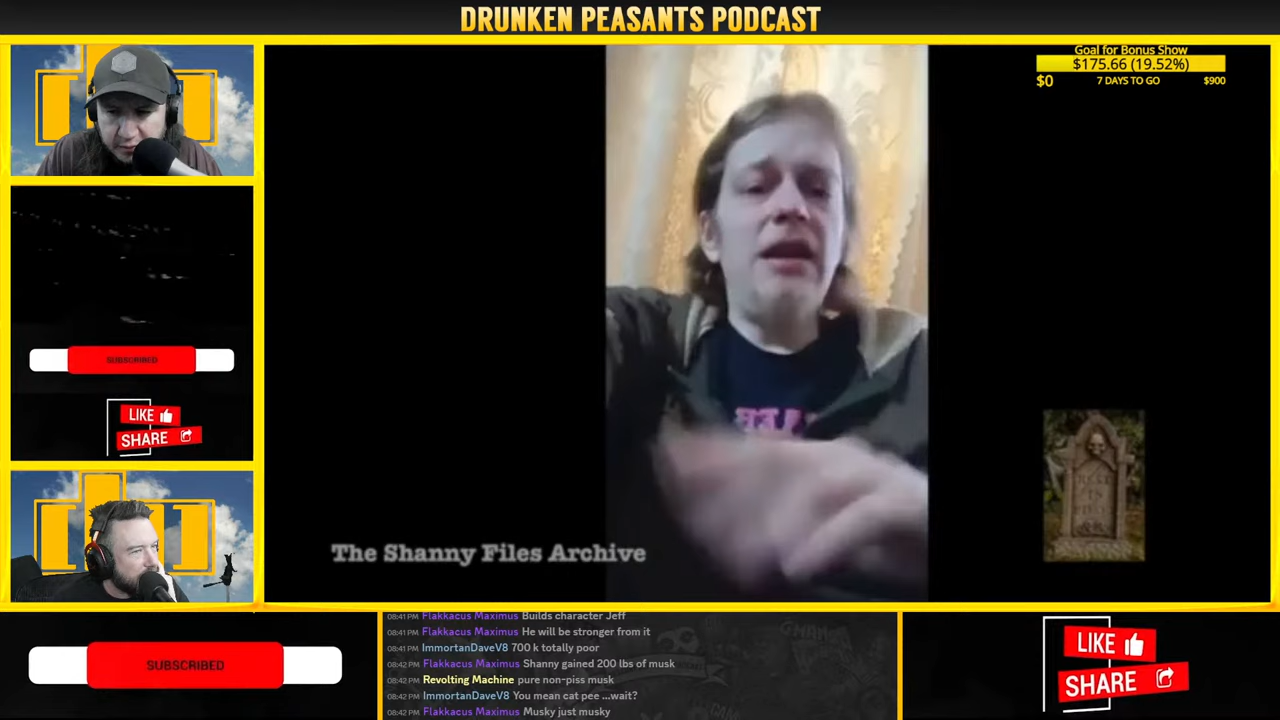 DRUNKEN PEASANTS PODCAST
Goal for Bonus Show
$175.66 (19.52%)
$0
7 DAYS TO GO
$900
SUBSCRIBED
LIKE
SHARE
The Shanny Files Archive
08:41 PM Flakkacus Maximus Builds character Jeff
08:41 PM Flakkacus Maximus He will be stronger from it
08:41 PM ImmortanDaveV8 700 k totally poor
08:42 PM Flakkacus Maximus Shanny gained 200 lbs of musk
08:42 PM Revolting Machine pure non-piss musk
08:42 PM ImmortanDaveV8 You mean cat pee ...wait?
08:42 PM Flakkacus Maximus Musky just musky
SUBSCRIBED
LIKE
SHARE